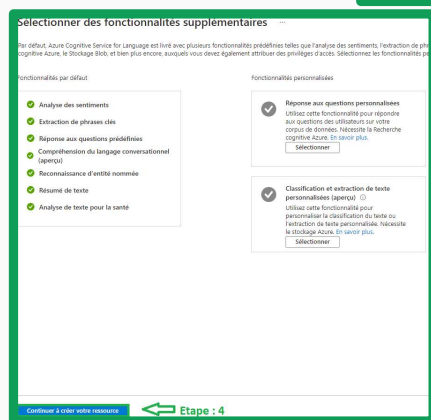 Sélectionner des fonctionnalités supplémentaires ...
Par défaut, Azure Cognitive Service for Language est livré avec plusieurs fonctionnalités prédéfinies telles que l'analyse des sentiments, l'extraction de phr
cognitive Azure, le Stockage Blob, et bien plus encore, auxquels vous devez également attribuer des privilèges d'accès. Sélectionnez les fonctionnalités pe
Fonctionnalités par défaut
Analyse des sentiments
Extraction de phrases clés
Réponse aux questions prédéfinies
Compréhension du langage conversationnel
(aperçu)
Reconnaissance d'entité nommée
Résumé de texte
Analyse de texte pour la santé
Fonctionnalités personnalisées
Réponse aux questions personnalisées
Utilisez cette fonctionnalité pour répondre
aux questions des utilisateurs sur votre
corpus de données. Nécessite la Recherche
cognitive Azure. En savoir plus.
Sélectionner
Classification et extraction de texte
personnalisées (aperçu)
Utilisez cette fonctionnalité pour
personnaliser la classification du texte ou
l'extraction de texte personnalisée. Nécessite
le stockage Azure. En savoir plus.
Sélectionner
Continuer à créer votre ressource
Etape : 4